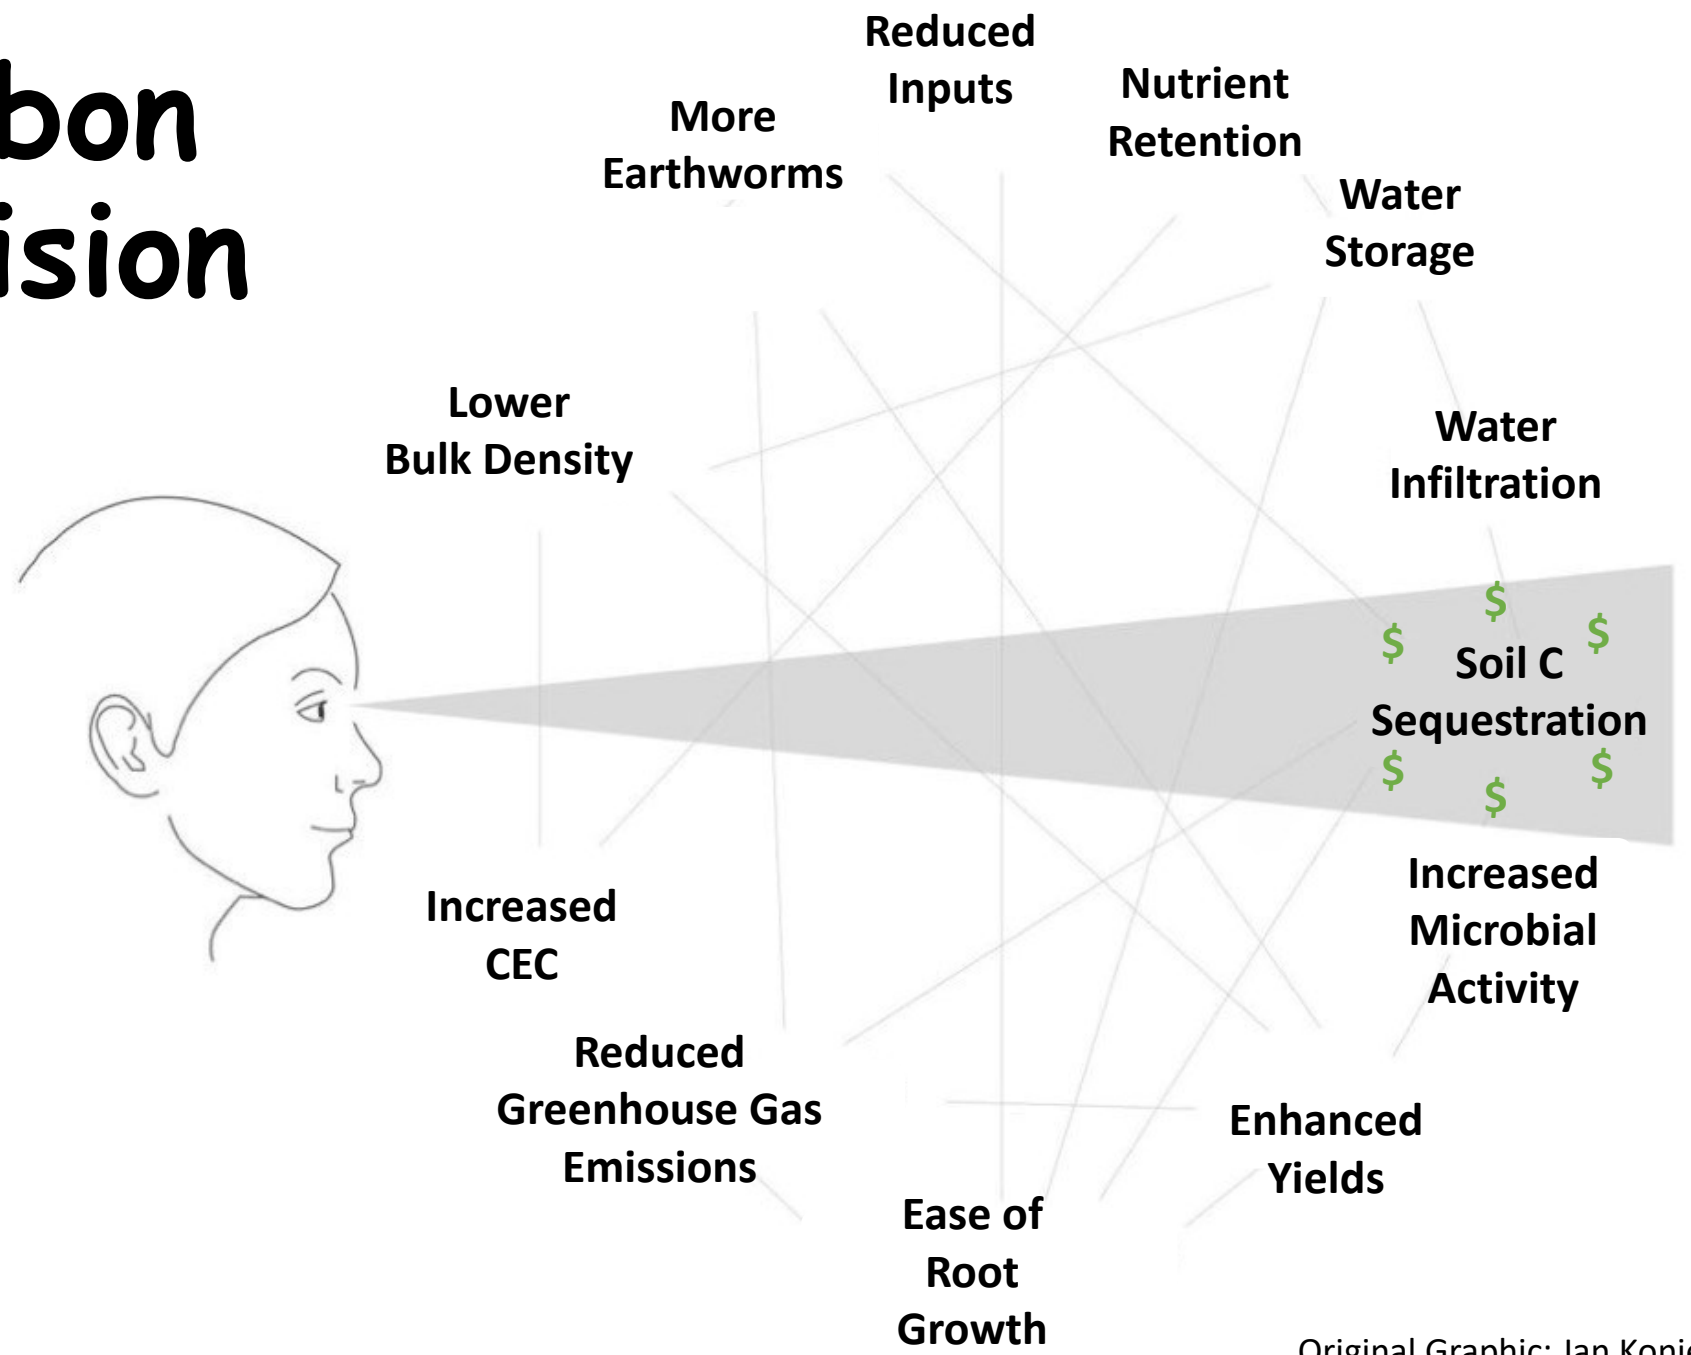 bon
ision
Reduced
Inputs
More
Earthworms
Nutrient
Retention
Water
Storage
Lower
Bulk Density
Water
Infiltration
$
$
$
Soil C
Sequestration
$
$
$
Increased
CEC
Increased
Microbial
Activity
Reduced
Greenhouse Gas
Emissions
Enhanced
Yields
Ease of
Root
Growth
Original Graphic: Jan